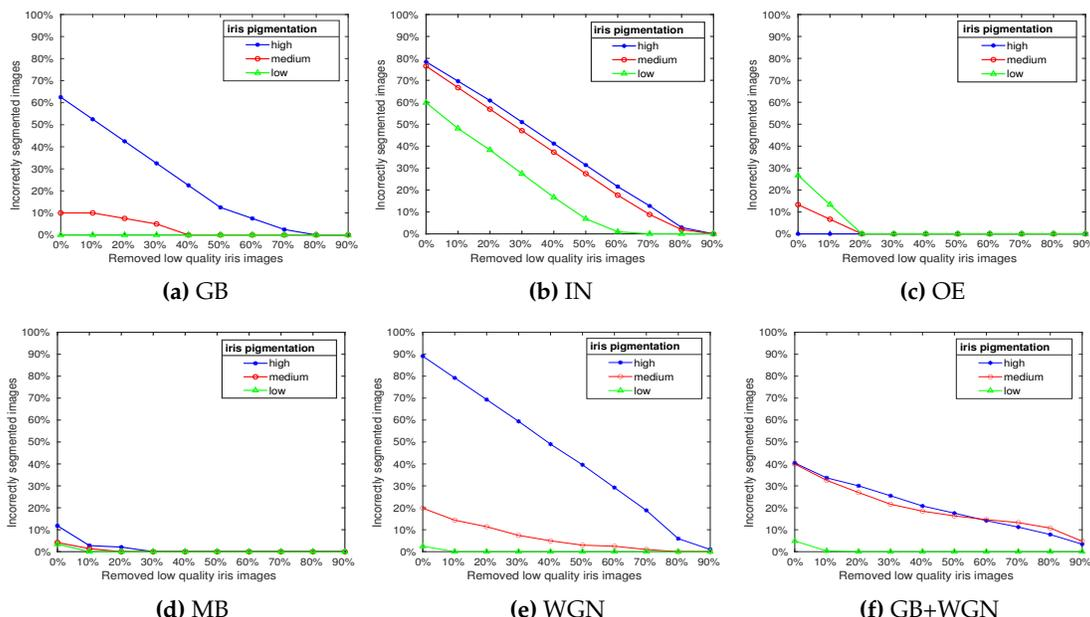 100%
90%
80%
70%
60%
50%
40%
30%
20%
10%
0%
Incorrectly segmented images
iris pigmentation
high
medium
low
0% 10% 20% 30% 40% 50% 60% 70% 80% 90%
Removed low quality iris images
(a) GB
100%
90%
80%
70%
60%
50%
40%
30%
20%
10%
0%
Incorrectly segmented images
iris pigmentation
high
medium
low
0% 10% 20% 30% 40% 50% 60% 70% 80% 90%
Removed low quality iris images
(b) IN
100%
90%
80%
70%
60%
50%
40%
30%
20%
10%
0%
Incorrectly segmented images
iris pigmentation
high
medium
low
0% 10% 20% 30% 40% 50% 60% 70% 80% 90%
Removed low quality iris images
(c) OE
100%
90%
80%
70%
60%
50%
40%
30%
20%
10%
0%
Incorrectly segmented images
iris pigmentation
high
medium
low
0% 10% 20% 30% 40% 50% 60% 70% 80% 90%
Removed low quality iris images
(d) MB
100%
90%
80%
70%
60%
50%
40%
30%
20%
10%
0%
Incorrectly segmented images
iris pigmentation
high
medium
low
0% 10% 20% 30% 40% 50% 60% 70% 80% 90%
Removed low quality iris images
(e) WGN
100%
90%
80%
70%
60%
50%
40%
30%
20%
10%
0%
Incorrectly segmented images
iris pigmentation
high
medium
low
0% 10% 20% 30% 40% 50% 60% 70% 80% 90%
Removed low quality iris images
(f) GB+WGN